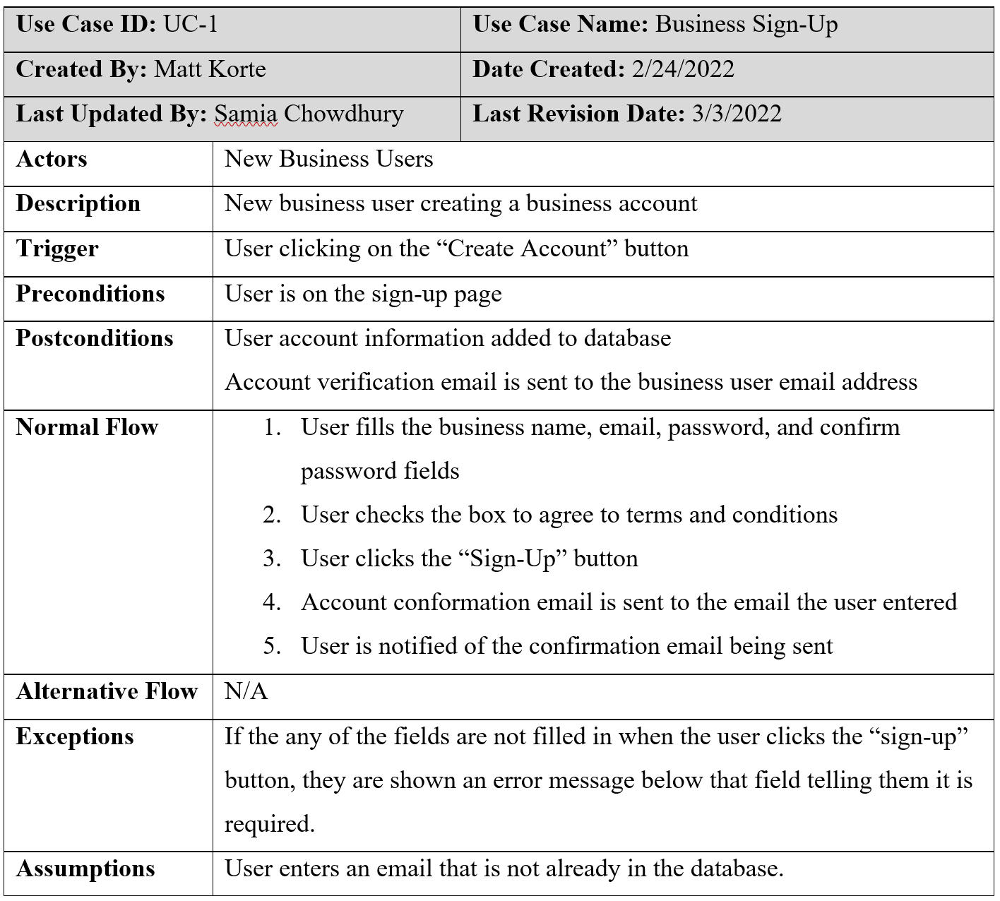 Use Case ID: UC-1
Use Case Name: Business Sign-Up
Created By: Matt Korte
Date Created: 2/24/2022
Last Updated By: Samia Chowdhury
Last Revision Date: 3/3/2022
Actors
New Business Users
Description
New business user creating a business account
Trigger
User clicking on the “Create Account” button
Preconditions
User is on the sign-up page
Postconditions
User account information added to database
Account verification email is sent to the business user email address
Normal Flow
1. User fills the business name, email, password, and confirm
password fields
2. User checks the box to agree to terms and conditions
3. User clicks the “Sign-Up” button
4. Account conformation email is sent to the email the user entered
5. User is notified of the confirmation email being sent
Alternative Flow
N/A
Exceptions
If the any of the fields are not filled in when the user clicks the “sign-up”
button, they are shown an error message below that field telling them it is
required.
Assumptions
User enters an email that is not already in the database.